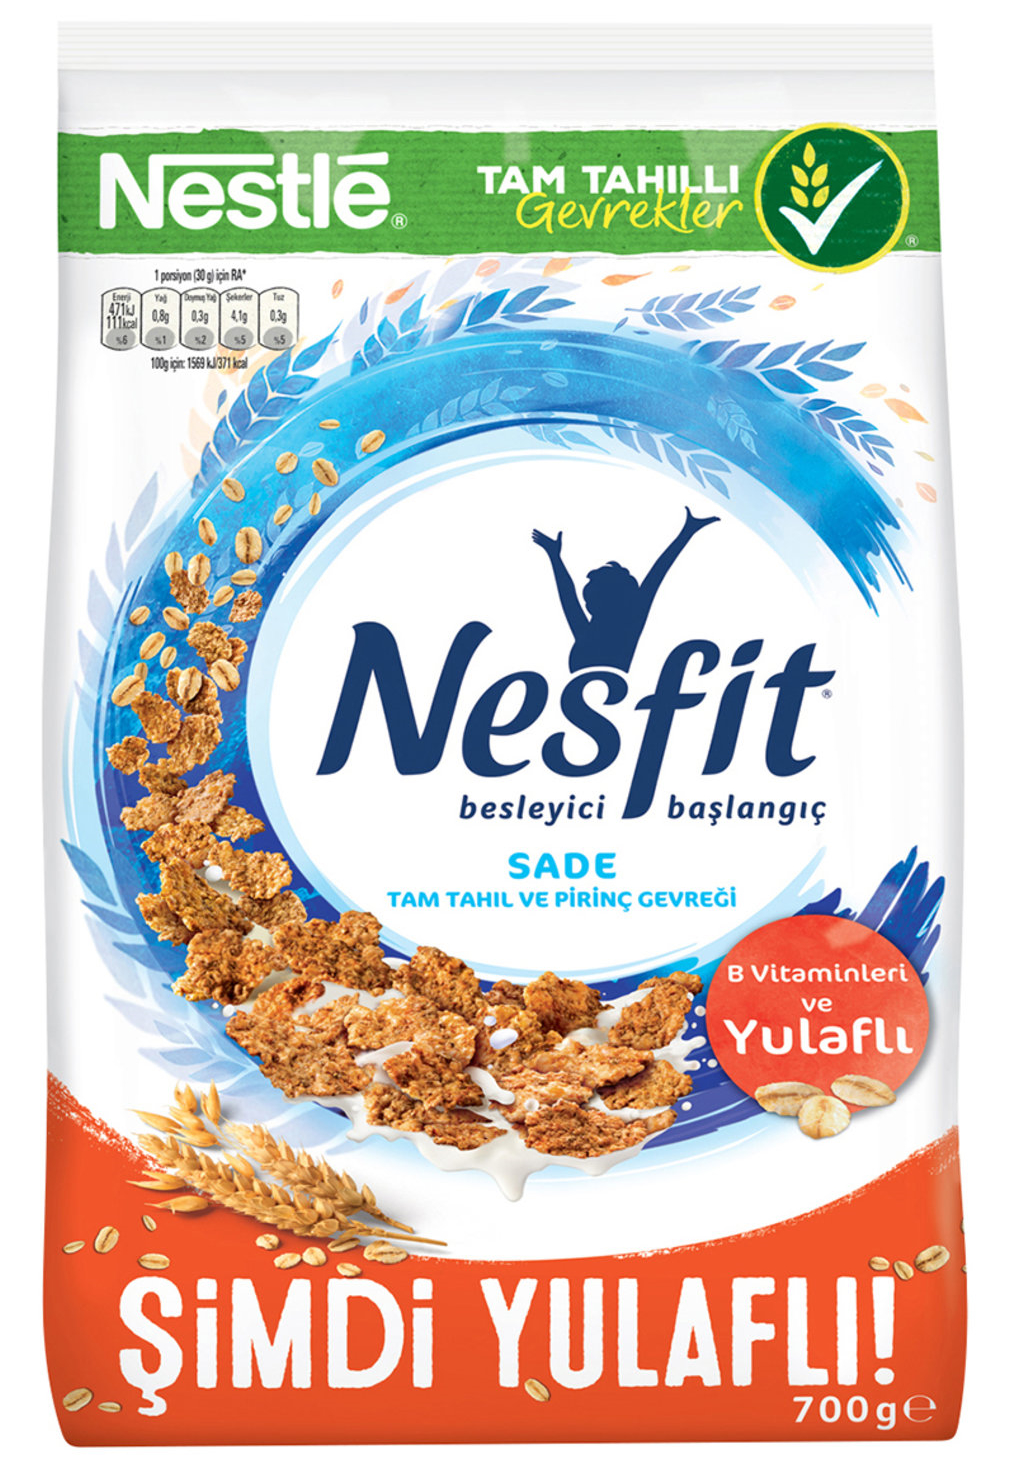 Nestlé®
TAM TAHILLI
Gevrekler
®
1 porsiyon (30 g) için RA*
Enerji 471kJ 111kcal %6
Yağ 0,8g %1
Doymuş Yağ 0,3g %2
Şekerler 4,1g %5
Tuz 0,3g %5
100g için: 1569 kJ/371 kcal
Nesfit®
besleyici başlangıç
SADE
TAM TAHIL VE PİRİNÇ GEVREĞİ
B Vitaminleri
ve
Yulaflı
ŞİMDİ YULAFLI!
700g℮